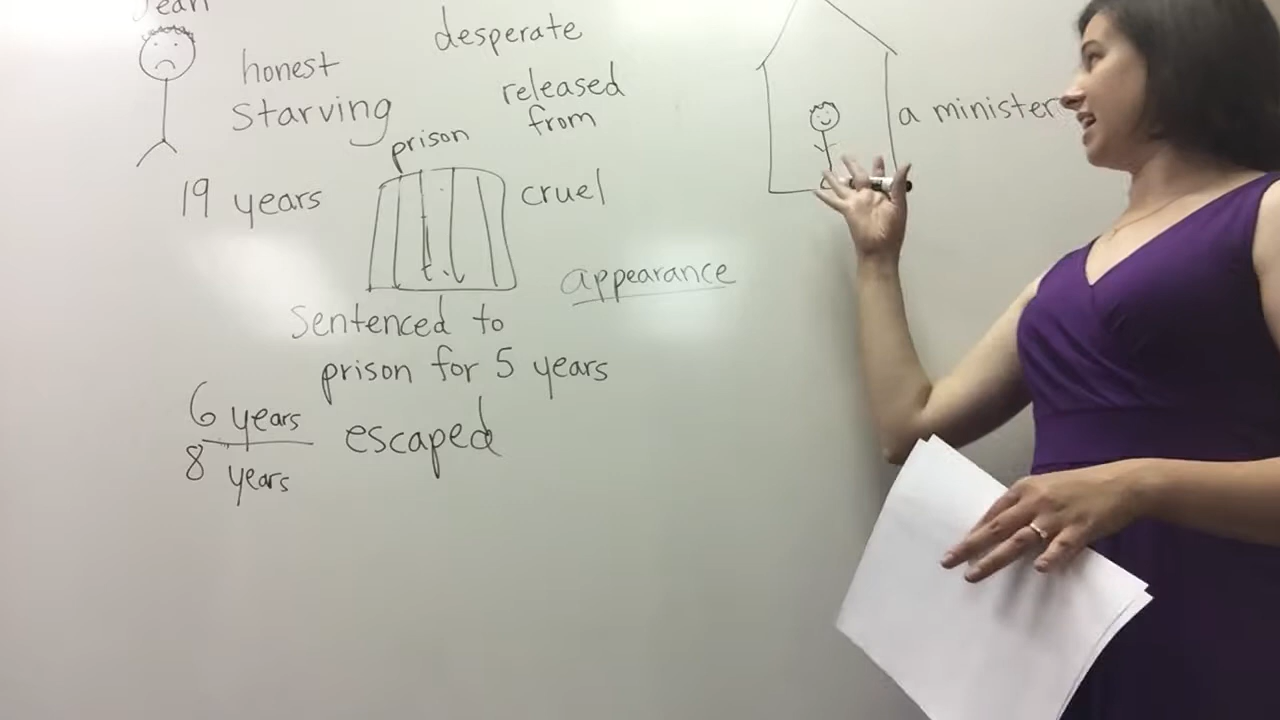 Jean
desperate
honest
starving
released
from
a minister
prison
19 years
cruel
appearance
Sentenced to
prison for 5 years
6 years
escaped
8 years